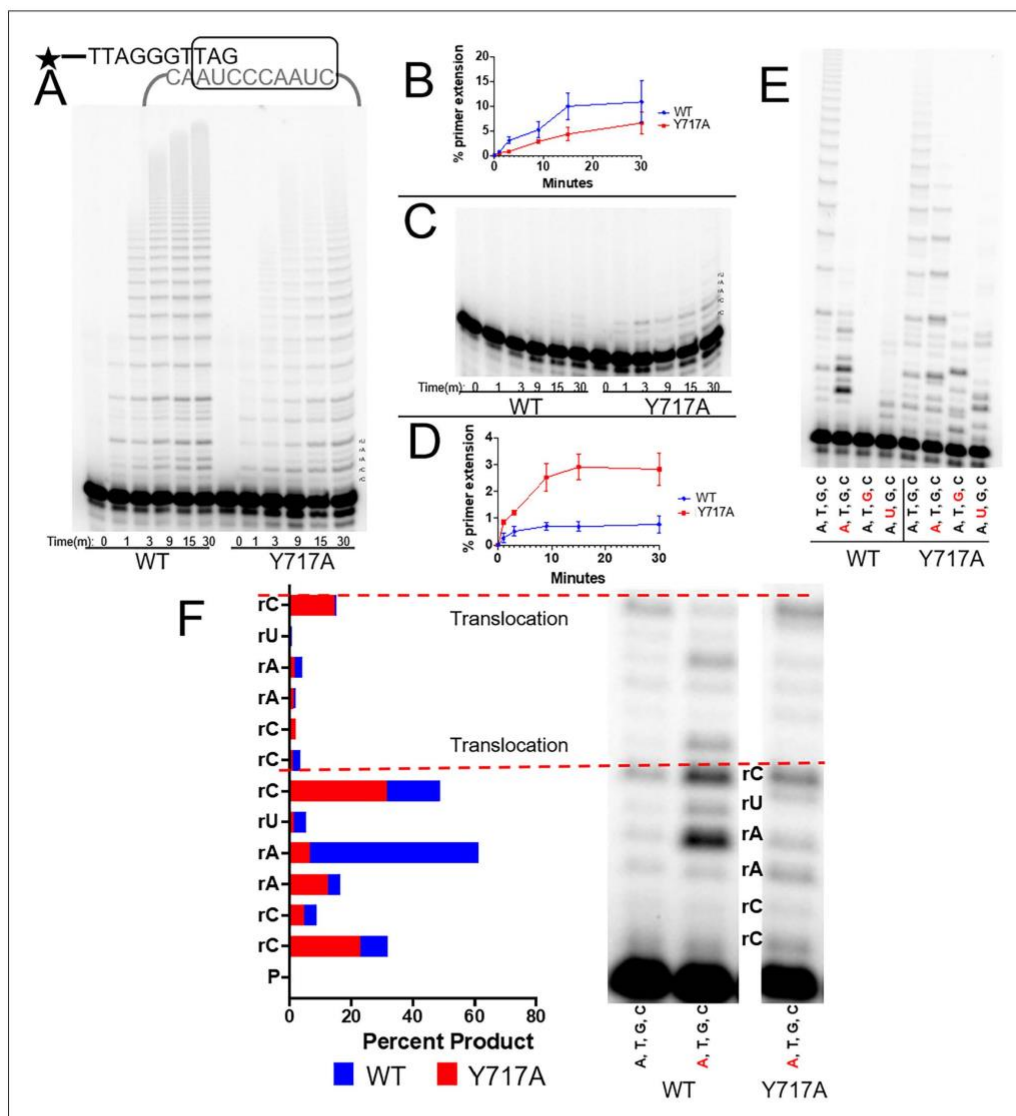 ★—TTAGGGTTAG
CAAUCCCAAUC
A
Time(m): 0 1 3 9 15 30 0 1 3 9 15 30
WT Y717A
B
% primer extension
20
15
10
5
0
0 10 20 30
Minutes
WT
Y717A
C
Time(m): 0 1 3 9 15 30 0 1 3 9 15 30
WT Y717A
D
% primer extension
4
3
2
1
0
0 10 20 30
Minutes
WT
Y717A
E
A, T, G, C
A, T, G, C
A, T, G, C
A, U, G, C
A, T, G, C
A, T, G, C
A, T, G, C
A, U, G, C
WT Y717A
F
rC
rU
rA
rA
rC
rC
rC
rU
rA
rA
rC
rC
P
0 20 40 60 80
Percent Product
WT Y717A
Translocation
Translocation
rC
rU
rA
rA
rC
rC
A, T, G, C
A, T, G, C
A, T, G, C
WT Y717A